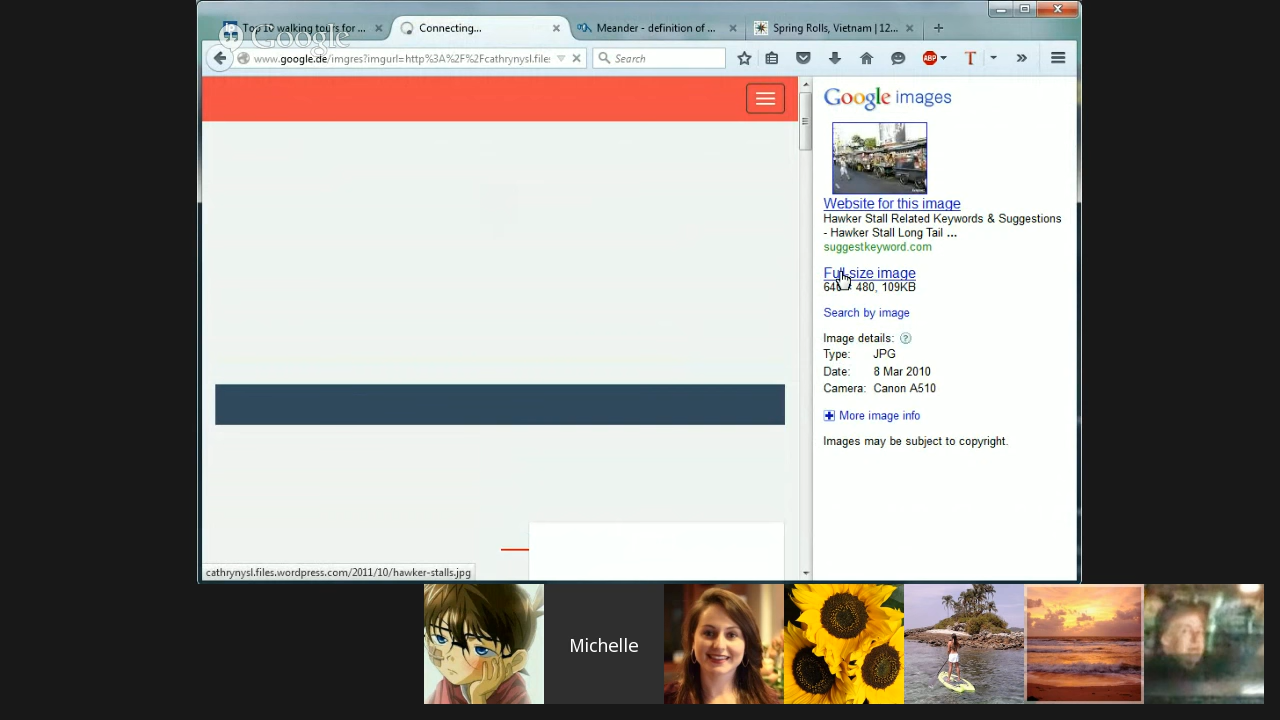 Top 10 walking tours for ...
Connecting...
Meander - definition of ...
Spring Rolls, Vietnam | 12...
Google
www.google.de/imgres?imgurl=http%3A%2F%2Fcathrynysl.files
Search
ABP
T
Google images
Website for this image
Hawker Stall Related Keywords & Suggestions
- Hawker Stall Long Tail ...
suggestkeyword.com
Full size image
640 × 480, 109KB
Search by image
Image details: ?
Type: JPG
Date: 8 Mar 2010
Camera: Canon A510
More image info
Images may be subject to copyright.
cathrynysl.files.wordpress.com/2011/10/hawker-stalls.jpg
Michelle